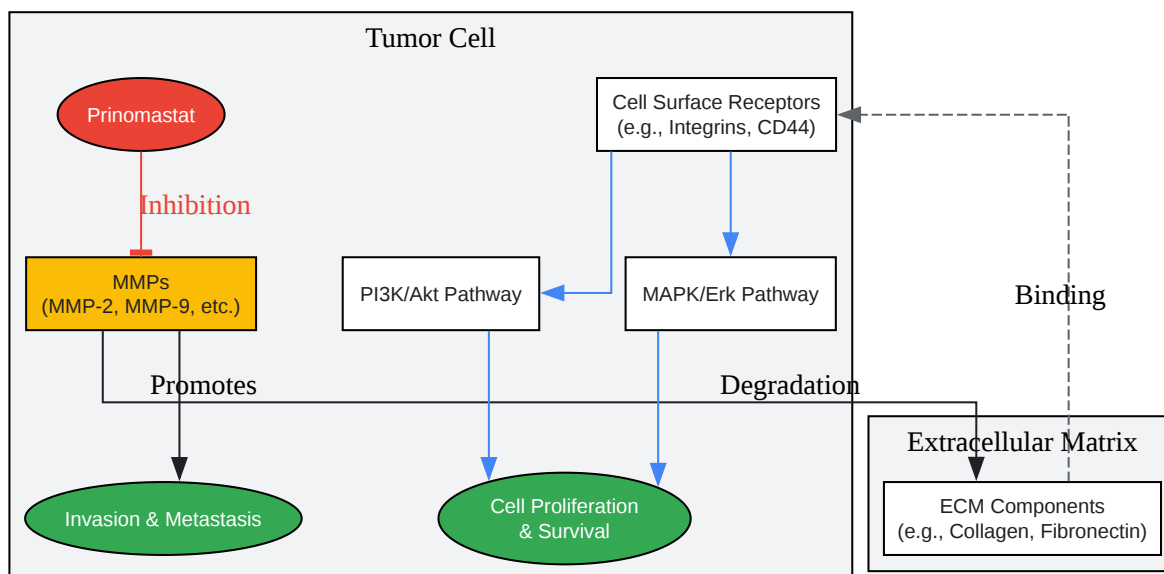 Tumor Cell
Prinomastat
Cell Surface Receptors
(e.g., Integrins, CD44)
Inhibition
MMPs
(MMP-2, MMP-9, etc.)
PI3K/Akt Pathway
MAPK/Erk Pathway
Binding
Promotes
Degradation
Extracellular Matrix
Invasion & Metastasis
Cell Proliferation
& Survival
ECM Components
(e.g., Collagen, Fibronectin)